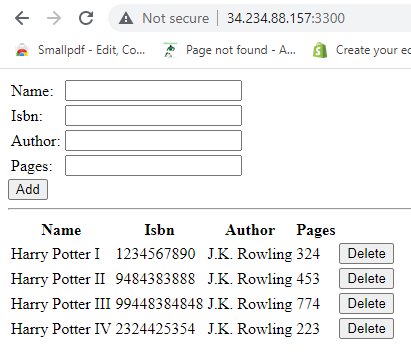 Not secure | 34.234.88.157:3300
Smallpdf - Edit, Co... Page not found - A... Create your ec
Name:
Isbn:
Author:
Pages:
Add
Name Isbn Author Pages
Harry Potter I 1234567890 J.K. Rowling 324 Delete
Harry Potter II 9484383888 J.K. Rowling 453 Delete
Harry Potter III 99448384848 J.K. Rowling 774 Delete
Harry Potter IV 2324425354 J.K. Rowling 223 Delete